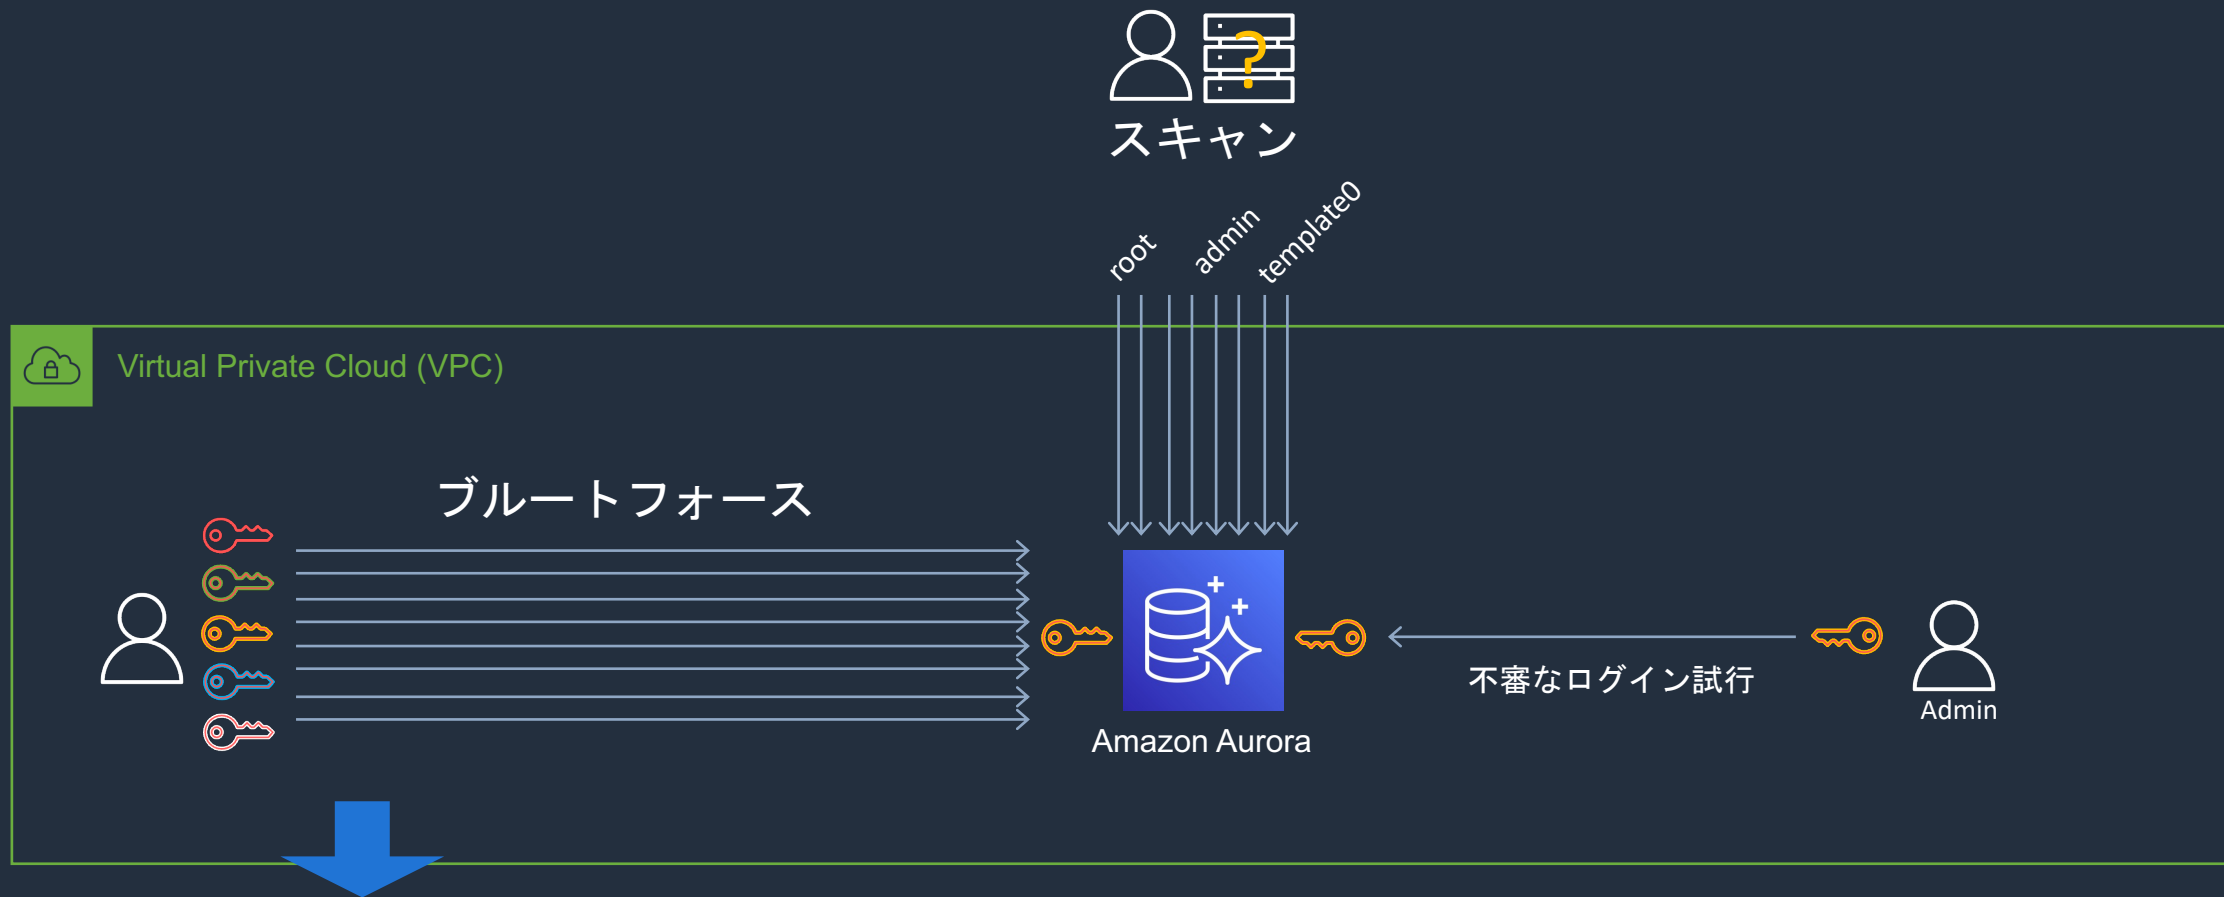 ?
スキャン
root
admin
template0
Virtual Private Cloud (VPC)
ブルートフォース
不審なログイン試行
Admin
Amazon Aurora